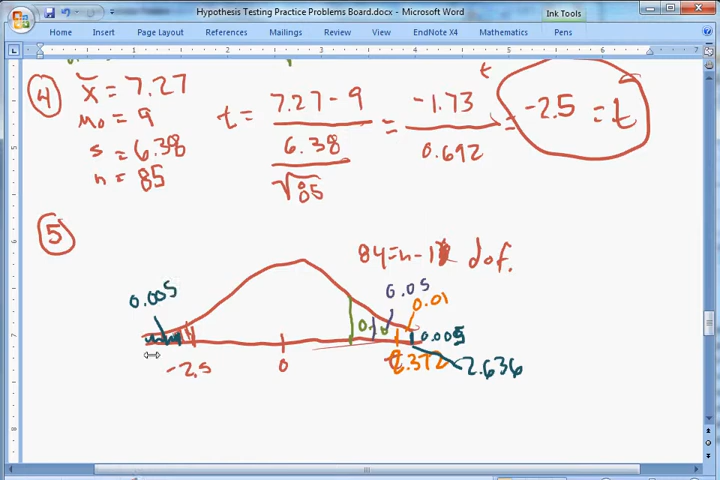 Hypothesis Testing Practice Problems Board.docx - Microsoft Word
Ink Tools
Home Insert Page Layout References Mailings Review View EndNote X4 Mathematics Pens
④ x̄ = 7.27
μ₀ = 9
s = 6.38
n = 85
t = (7.27 - 9) / (6.38 / √85) = -1.73 / 0.692 = -2.5 = t
⑤
84 = n - 1 d.o.f.
0.005
0.05
0.01
0.005
-2.5
0
2.372
2.636